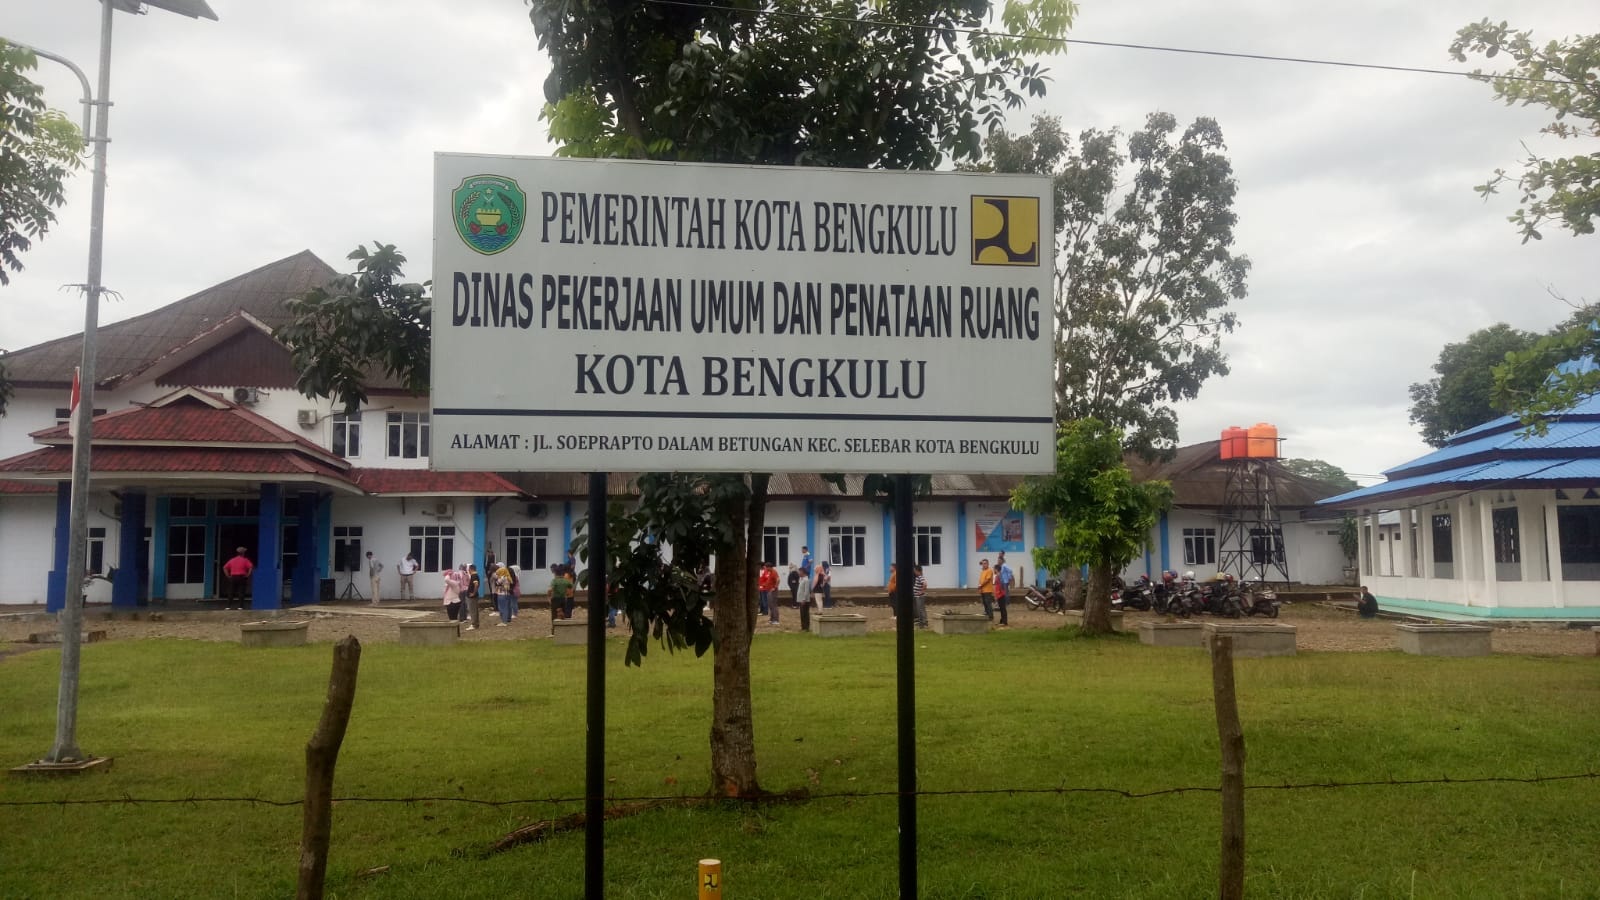 PEMERINTAH KOTA BENGKULU
DINAS PEKERJAAN UMUM DAN PENATAAN RUANG
KOTA BENGKULU
ALAMAT : JL. SOEPRAPTO DALAM BETUNGAN KEC. SELEBAR KOTA BENGKULU